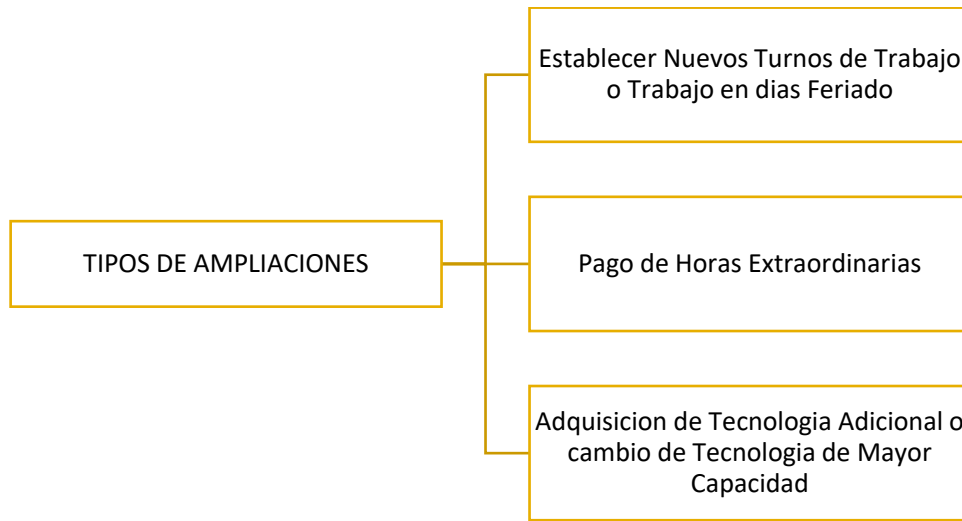 Establecer Nuevos Turnos de Trabajo
o Trabajo en dias Feriado
TIPOS DE AMPLIACIONES
Pago de Horas Extraordinarias
Adquisicion de Tecnologia Adicional o
cambio de Tecnologia de Mayor
Capacidad